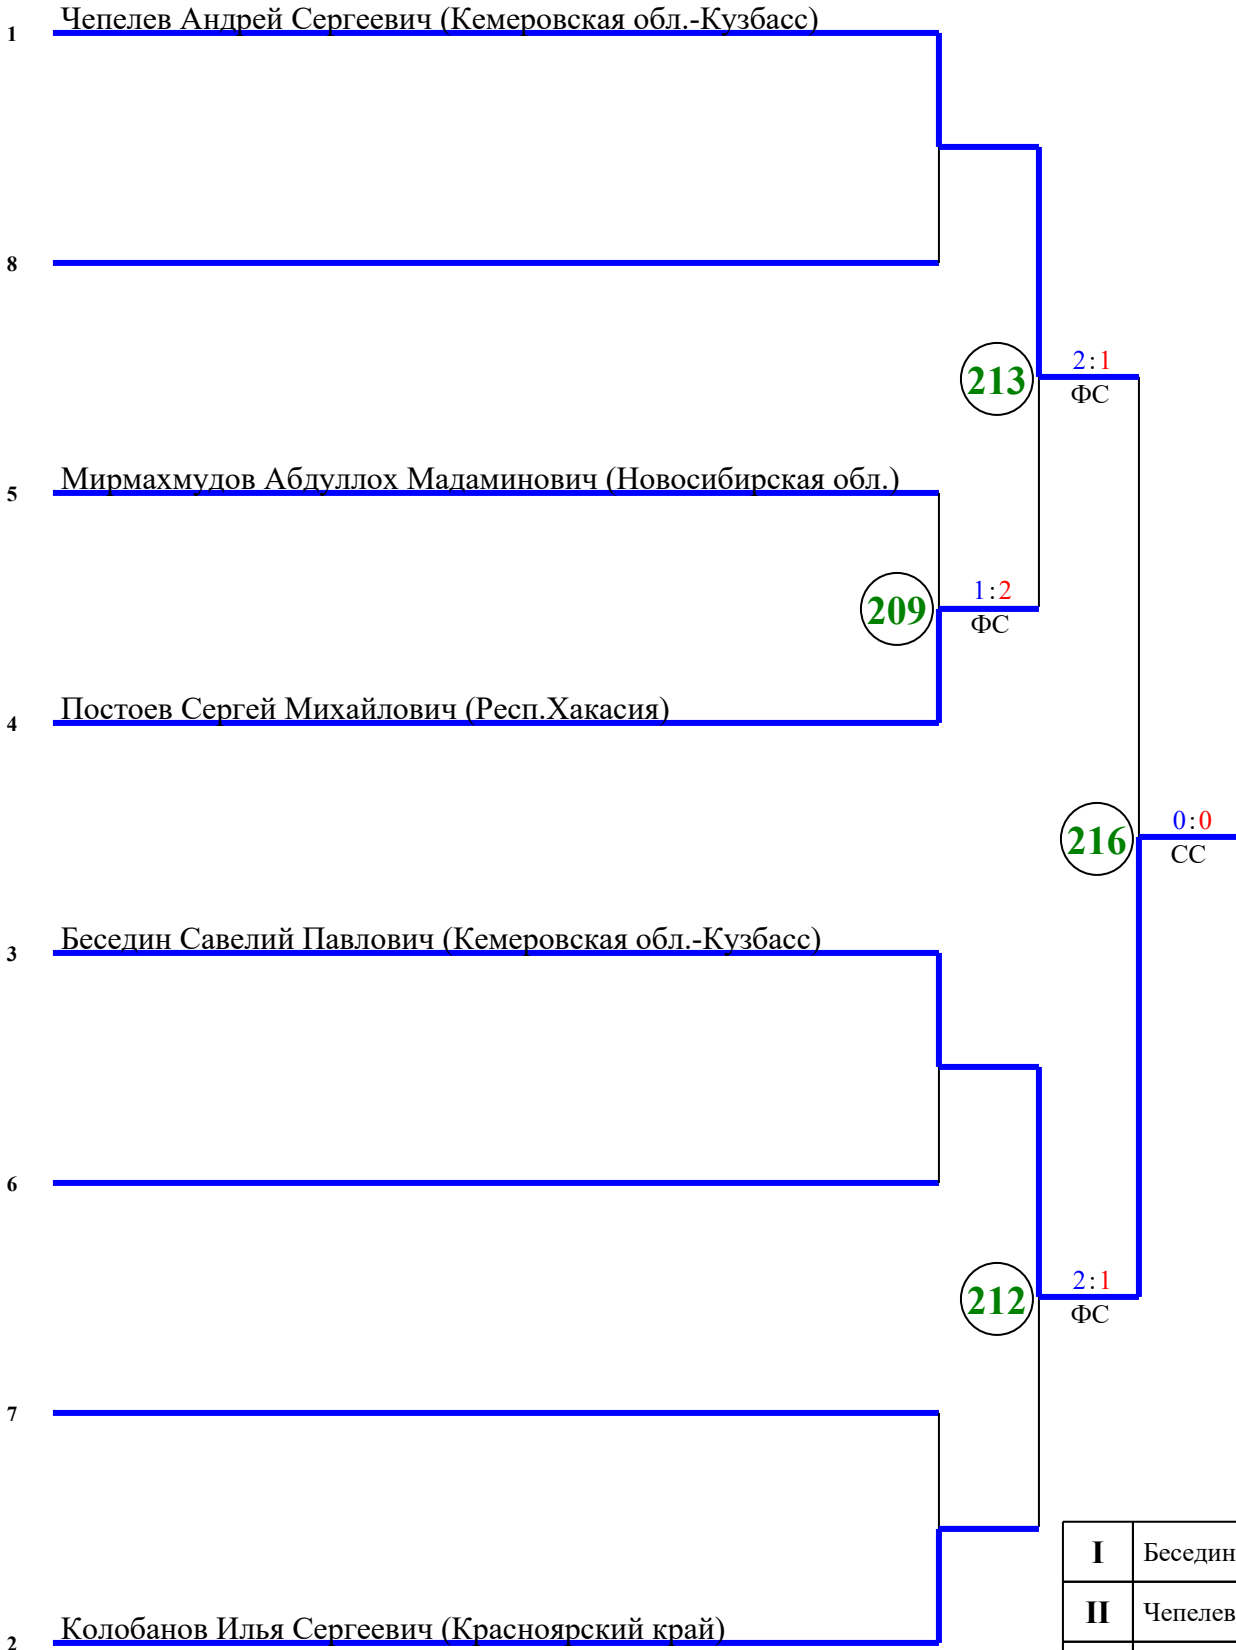 1 Чепелев Андрей Сергеевич (Кемеровская обл.-Кузбасс)
8
213 2:1
ФС
5 Мирмахмудов Абдуллох Мадаминович (Новосибирская обл.)
209 1:2
ФС
4 Постоев Сергей Михайлович (Респ.Хакасия)
216 0:0
СС
3 Беседин Савелий Павлович (Кемеровская обл.-Кузбасс)
6
212 2:1
ФС
7
I Беседин
II Чепелев
2 Колобанов Илья Сергеевич (Красноярский край)